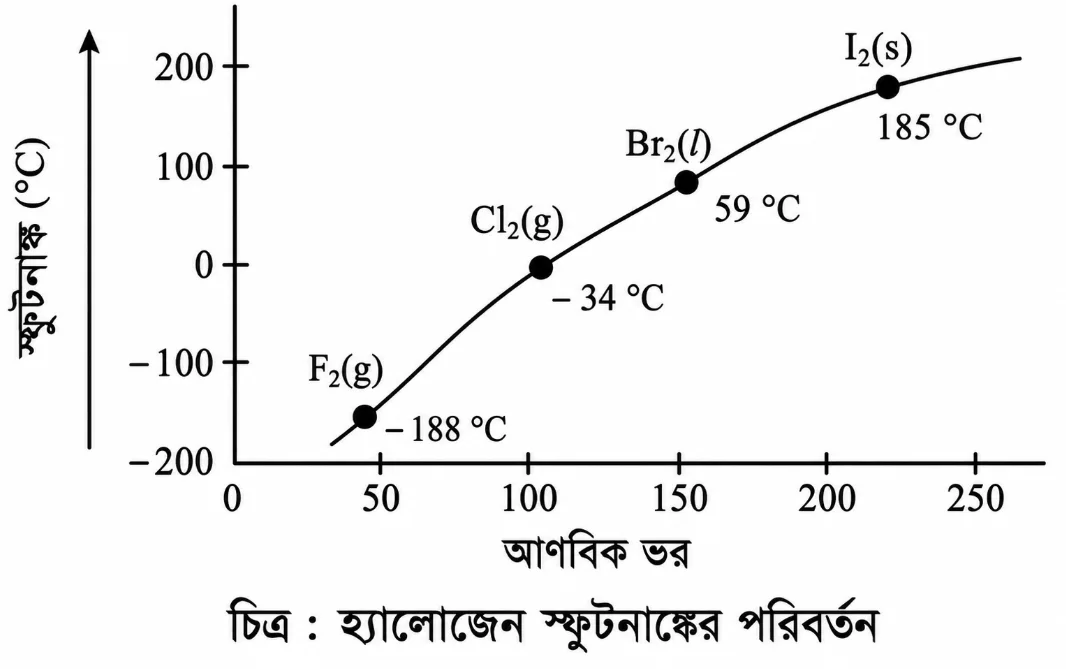 স্ফুটনাঙ্ক (°C)
200
100
0
– 100
–200
I₂(s)
185 °C
Br₂(l)
59 °C
Cl₂(g)
– 34 °C
F₂(g)
– 188 °C
0 50 100 150 200 250
আণবিক ভর
চিত্র : হ্যালোজেন স্ফুটনাঙ্কের পরিবর্তন